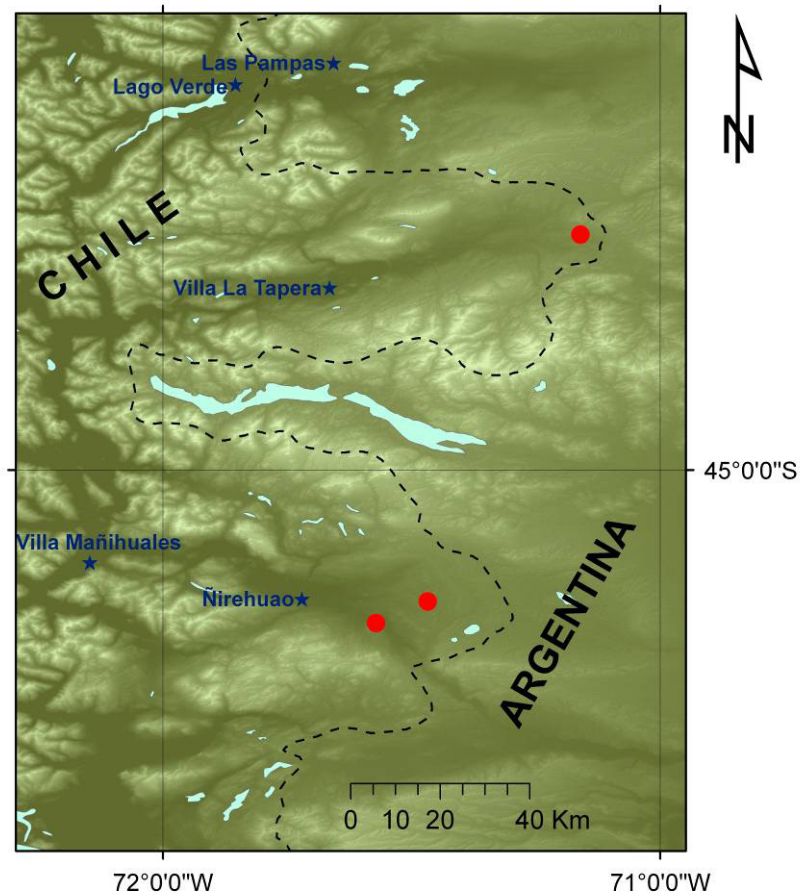 Las Pampas
Lago Verde
N
CHILE
Villa La Tapera
45°0'0"S
Villa Mañihuales
Ñirehuao
ARGENTINA
0 10 20 40 Km
72°0'0"W 71°0'0"W